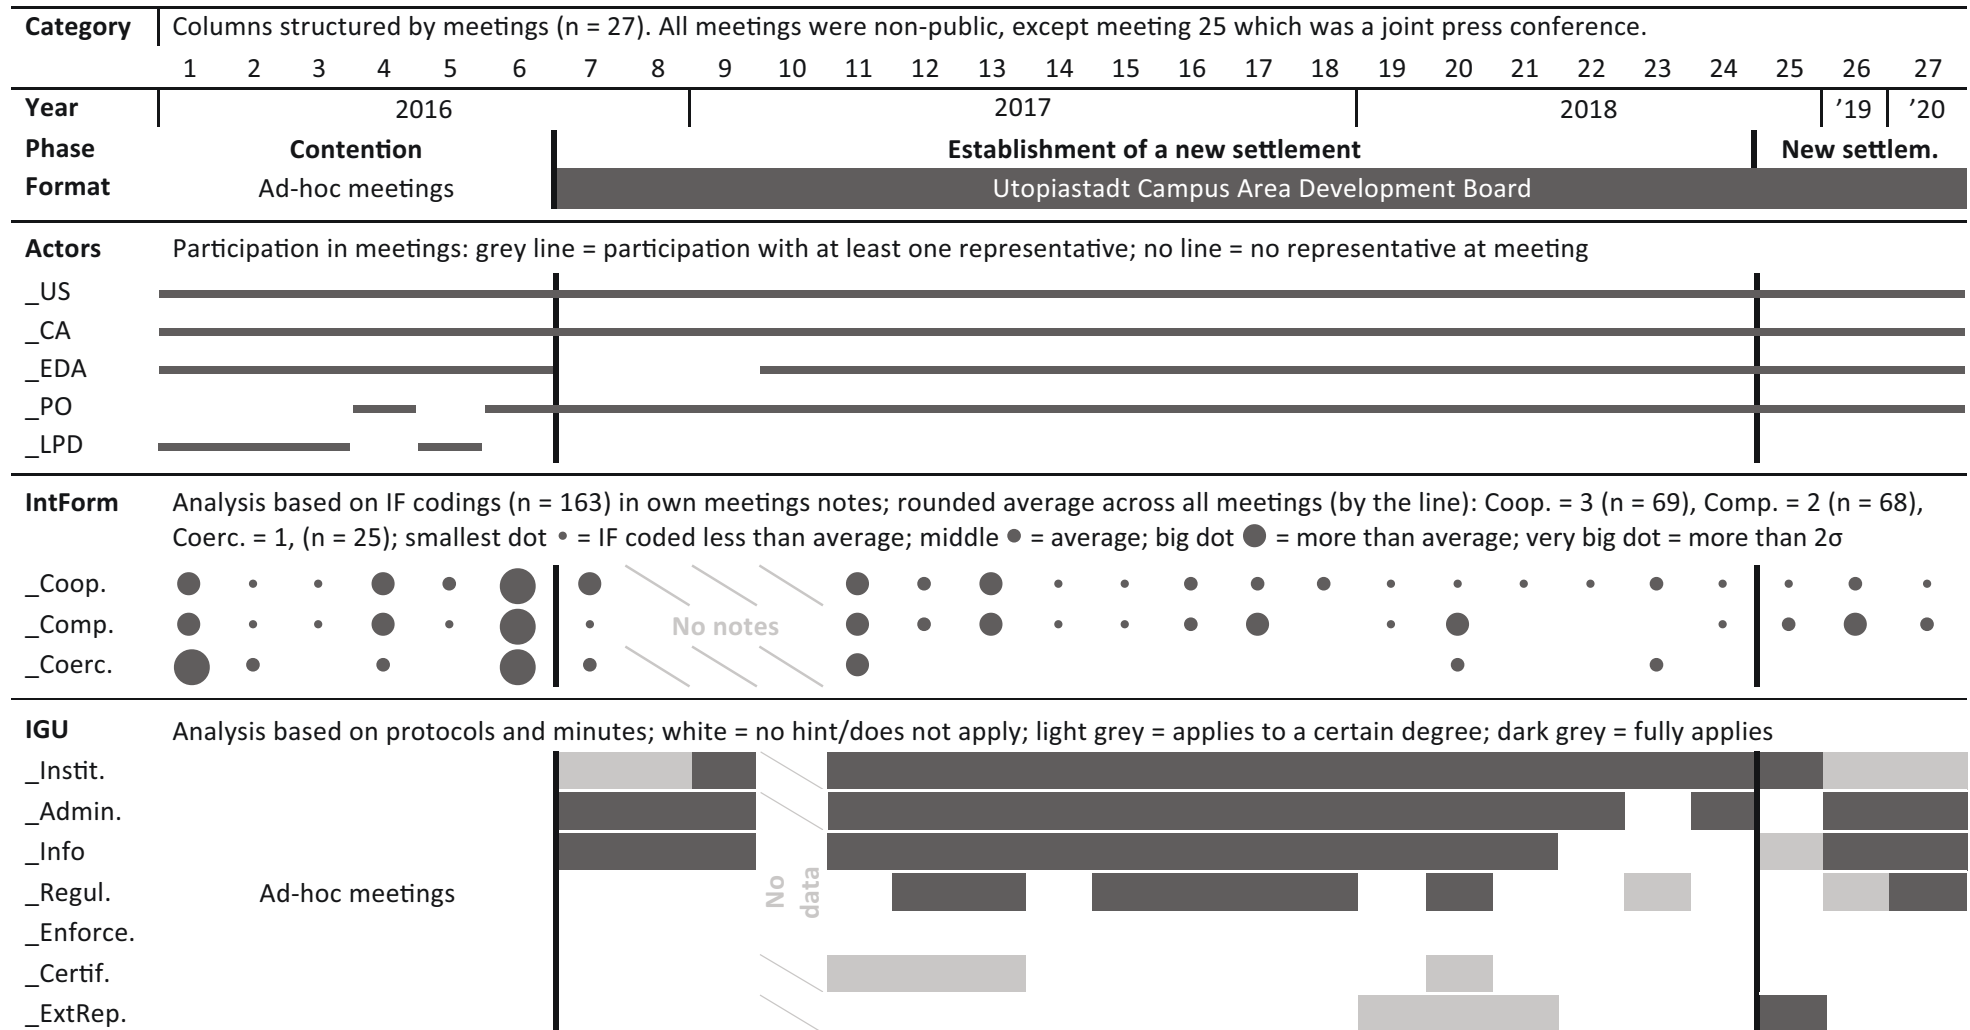 Category Columns structured by meetings (n = 27). All meetings were non-public, except meeting 25 which was a joint press conference.
1 2 3 4 5 6 7 8 9 10 11 12 13 14 15 16 17 18 19 20 21 22 23 24 25 26 27
Year 2016 2017 2018 ’19 ’20
Phase Contention Establishment of a new settlement New settlem.
Format Ad-hoc meetings Utopiastadt Campus Area Development Board
Actors Participation in meetings: grey line = participation with at least one representative; no line = no representative at meeting
_US
_CA
_EDA
_PO
_LPD
IntForm Analysis based on IF codings (n = 163) in own meetings notes; rounded average across all meetings (by the line): Coop. = 3 (n = 69), Comp. = 2 (n = 68),
Coerc. = 1, (n = 25); smallest dot • = IF coded less than average; middle ● = average; big dot ● = more than average; very big dot = more than 2σ
_Coop.
_Comp. No notes
_Coerc.
IGU Analysis based on protocols and minutes; white = no hint/does not apply; light grey = applies to a certain degree; dark grey = fully applies
_Instit.
_Admin.
_Info
_Regul. Ad-hoc meetings No data
_Enforce.
_Certif.
_ExtRep.